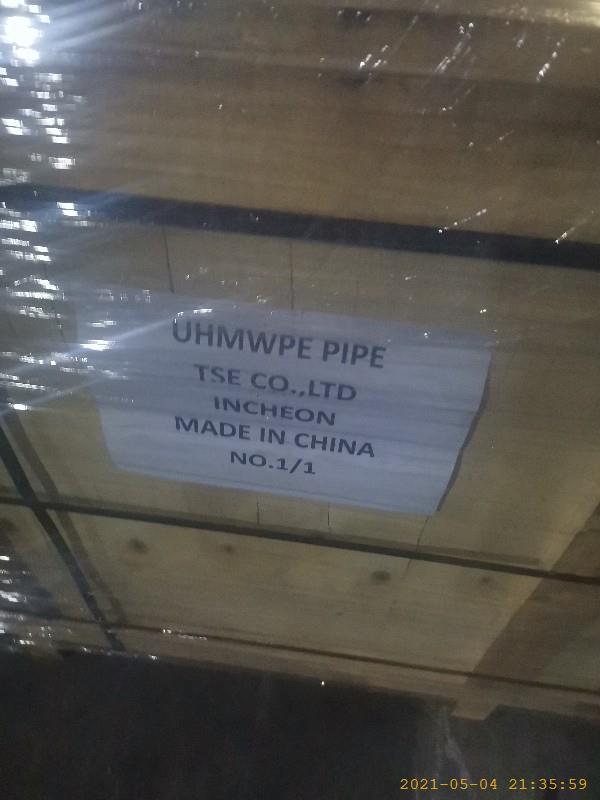 UHMWPE PIPE
TSE CO.,LTD
INCHEON
MADE IN CHINA
NO.1/1
2021-05-04 21:35:59